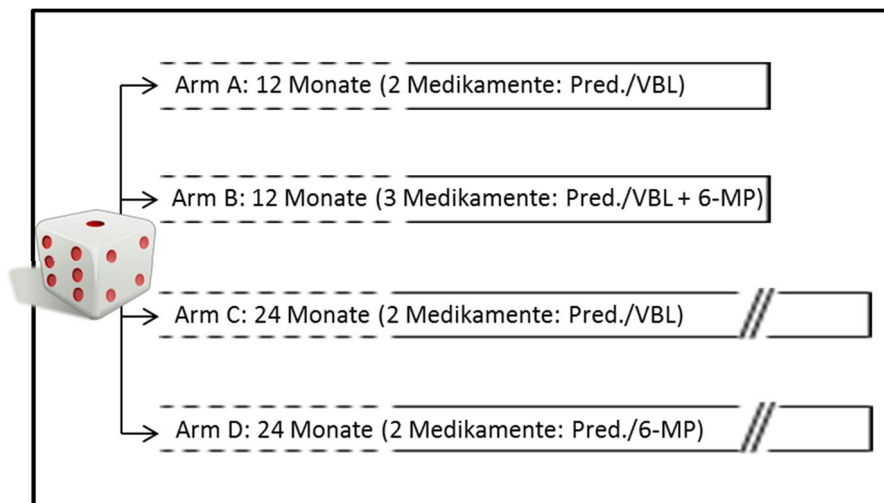 Arm A: 12 Monate (2 Medikamente: Pred./VBL)
Arm B: 12 Monate (3 Medikamente: Pred./VBL + 6-MP)
Arm C: 24 Monate (2 Medikamente: Pred./VBL)
Arm D: 24 Monate (2 Medikamente: Pred./6-MP)